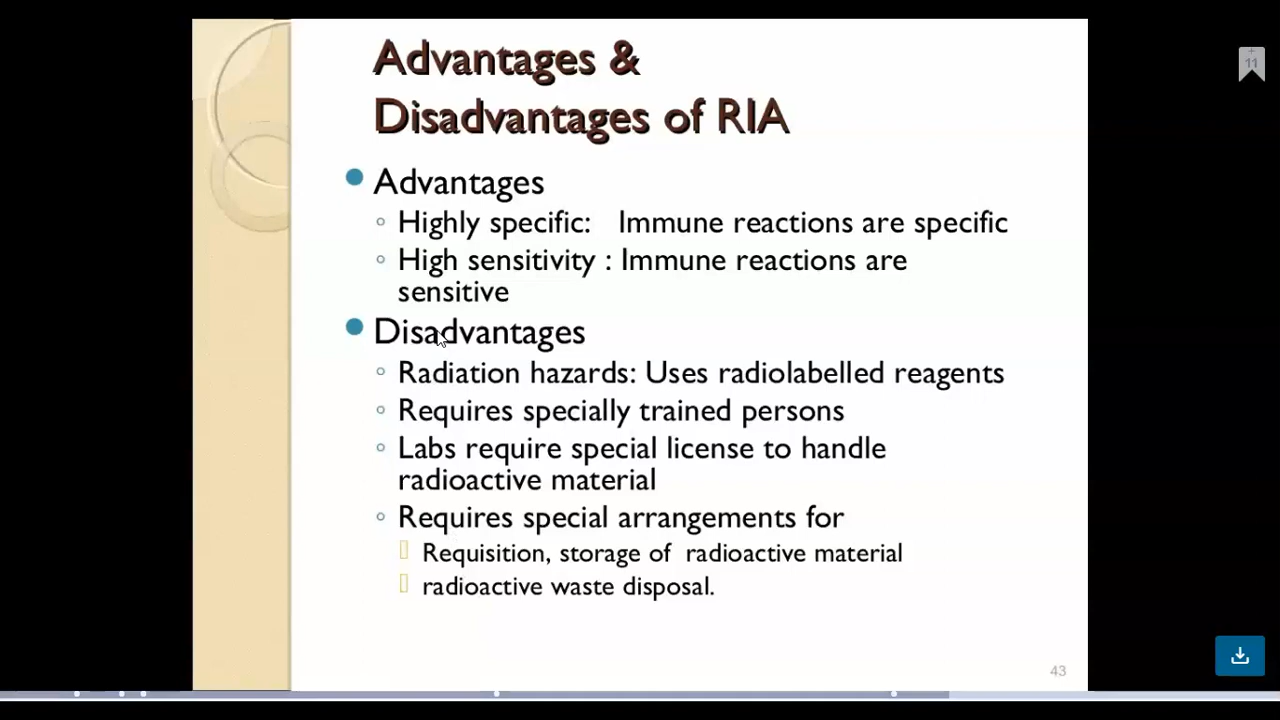 Advantages &
Disadvantages of RIA
Advantages
Highly specific: Immune reactions are specific
High sensitivity : Immune reactions are
sensitive
Disadvantages
Radiation hazards: Uses radiolabelled reagents
Requires specially trained persons
Labs require special license to handle
radioactive material
Requires special arrangements for
Requisition, storage of radioactive material
radioactive waste disposal.
43
11